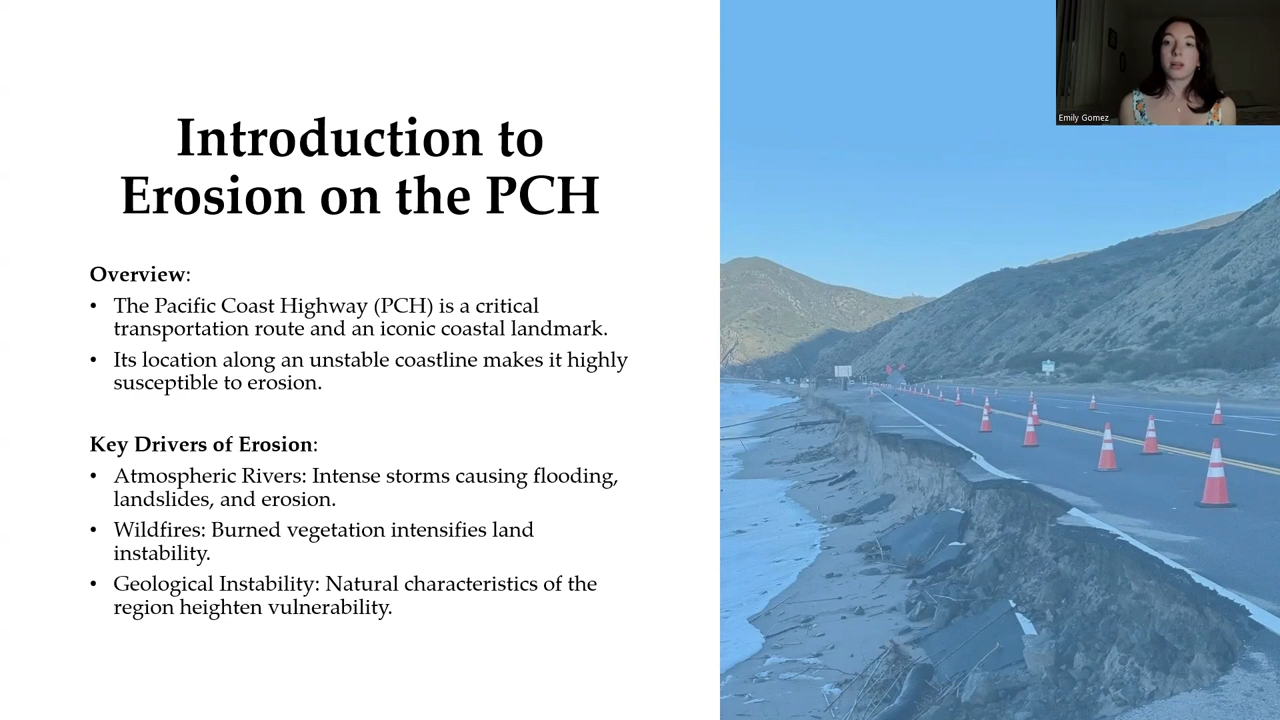 Introduction to
Erosion on the PCH
Overview:
• The Pacific Coast Highway (PCH) is a critical
transportation route and an iconic coastal landmark.
• Its location along an unstable coastline makes it highly
susceptible to erosion.
Key Drivers of Erosion:
• Atmospheric Rivers: Intense storms causing flooding,
landslides, and erosion.
• Wildfires: Burned vegetation intensifies land
instability.
• Geological Instability: Natural characteristics of the
region heighten vulnerability.
Emily Gomez